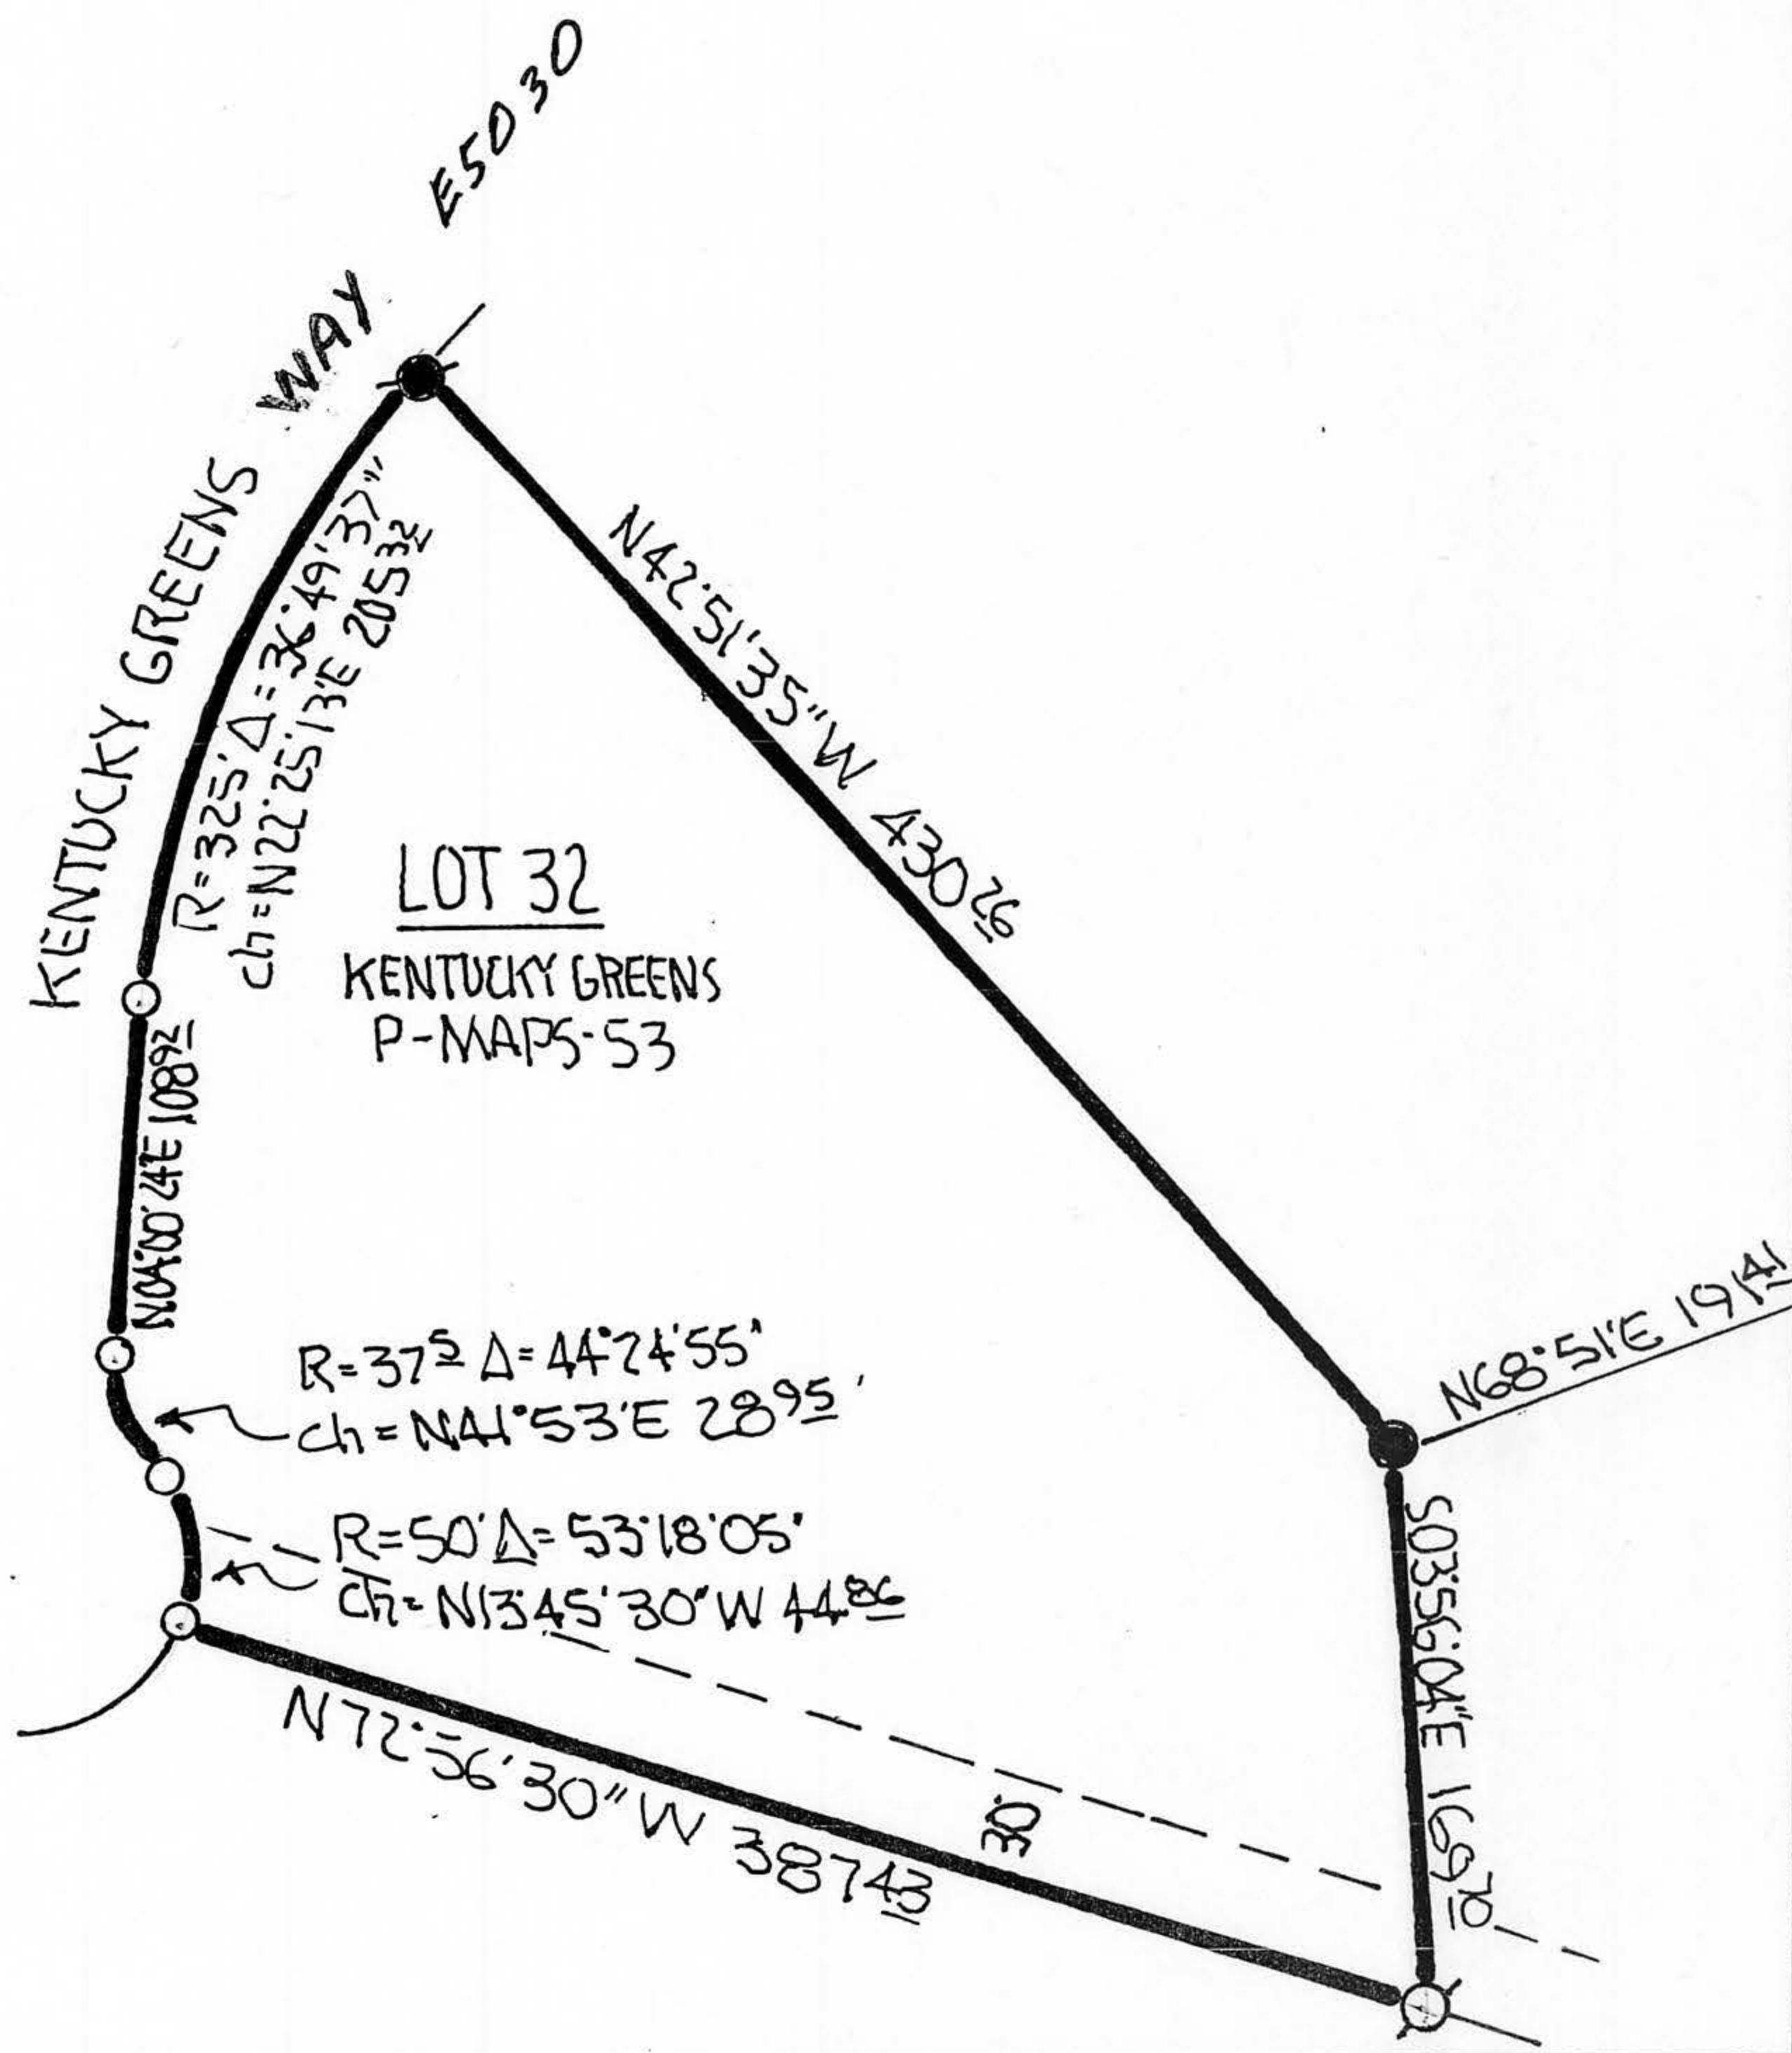 E5030
KENTUCKY GREENS WAY
R=325' Δ=36°49'37"
ch=N22°25'13"E 205.32
N42°51'35"W 430.26
LOT 32
KENTUCKY GREENS
P-MAPS-53
N04°00'24"E 108.92
N68°51'E 191.41
R=37.5 Δ=44°24'55"
ch=N41°53'E 28.95'
R=50' Δ=53°18'05"
ch=N13°45'30"W 44.86
S03°56'04"E 169.70
N72°56'30"W 387.43
30'